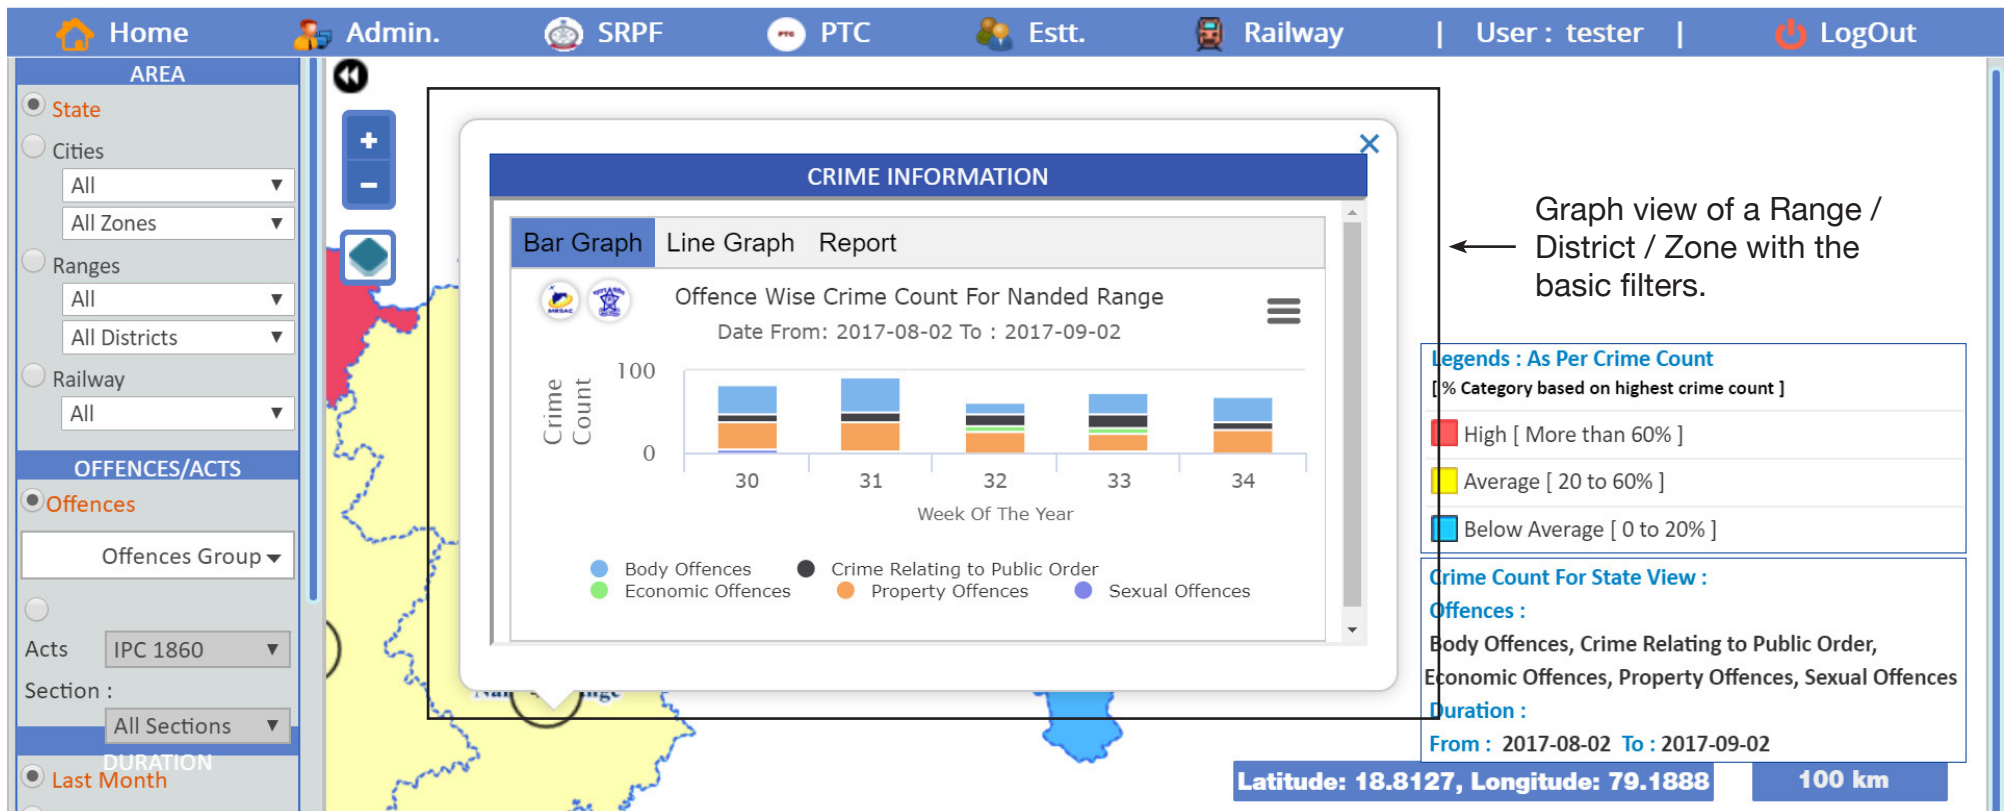 Home Admin. SRPF PTC PTC Estt. Railway | User : tester | LogOut
AREA
State
Cities
All
All Zones
Ranges
All
All Districts
Railway
All
OFFENCES/ACTS
Offences
Offences Group
Acts IPC 1860
Section :
All Sections
DURATION
Last Month
+
−
×
CRIME INFORMATION
Bar Graph Line Graph Report
MRSAC
Offence Wise Crime Count For Nanded Range
Date From: 2017-08-02 To : 2017-09-02
Crime
Count
100
0
30 31 32 33 34
Week Of The Year
Body Offences Crime Relating to Public Order
Economic Offences Property Offences Sexual Offences
Graph view of a Range /
District / Zone with the
basic filters.
Legends : As Per Crime Count
[ % Category based on highest crime count ]
High [ More than 60% ]
Average [ 20 to 60% ]
Below Average [ 0 to 20% ]
Crime Count For State View :
Offences :
Body Offences, Crime Relating to Public Order,
Economic Offences, Property Offences, Sexual Offences
Duration :
From : 2017-08-02 To : 2017-09-02
Latitude: 18.8127, Longitude: 79.1888
100 km